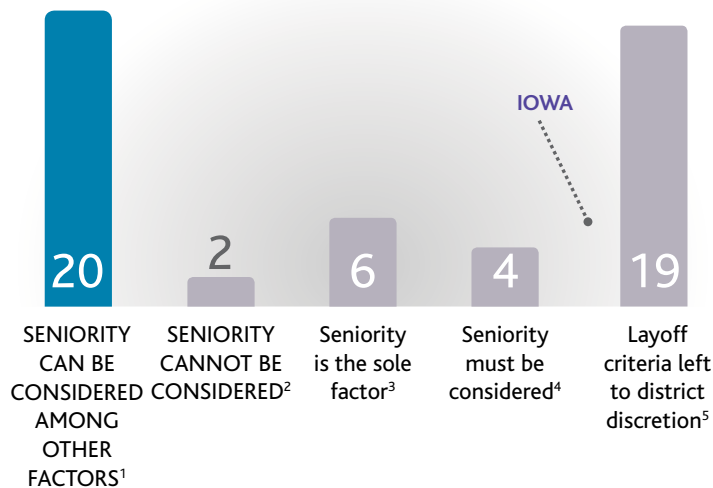 IOWA
20
2
6
4
19
SENIORITY
CAN BE
CONSIDERED
AMONG
OTHER
FACTORS¹
SENIORITY
CANNOT BE
CONSIDERED²
Seniority
is the sole
factor³
Seniority
must be
considered⁴
Layoff
criteria left
to district
discretion⁵